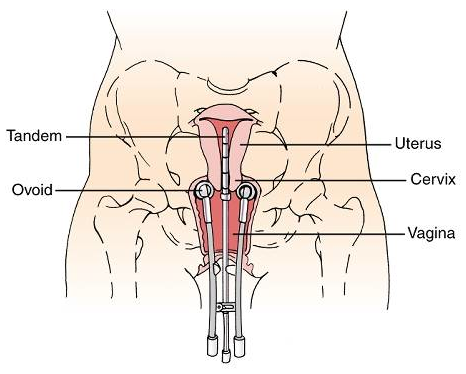 Tandem
Uterus
Ovoid
Cervix
Vagina